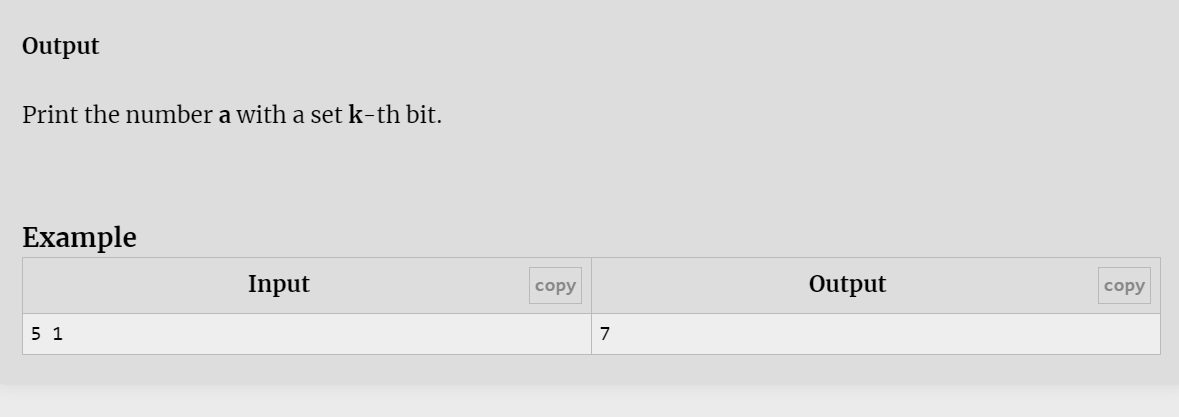 Output
Print the number a with a set k-th bit.
Example
Input copy Output copy
5 1 7